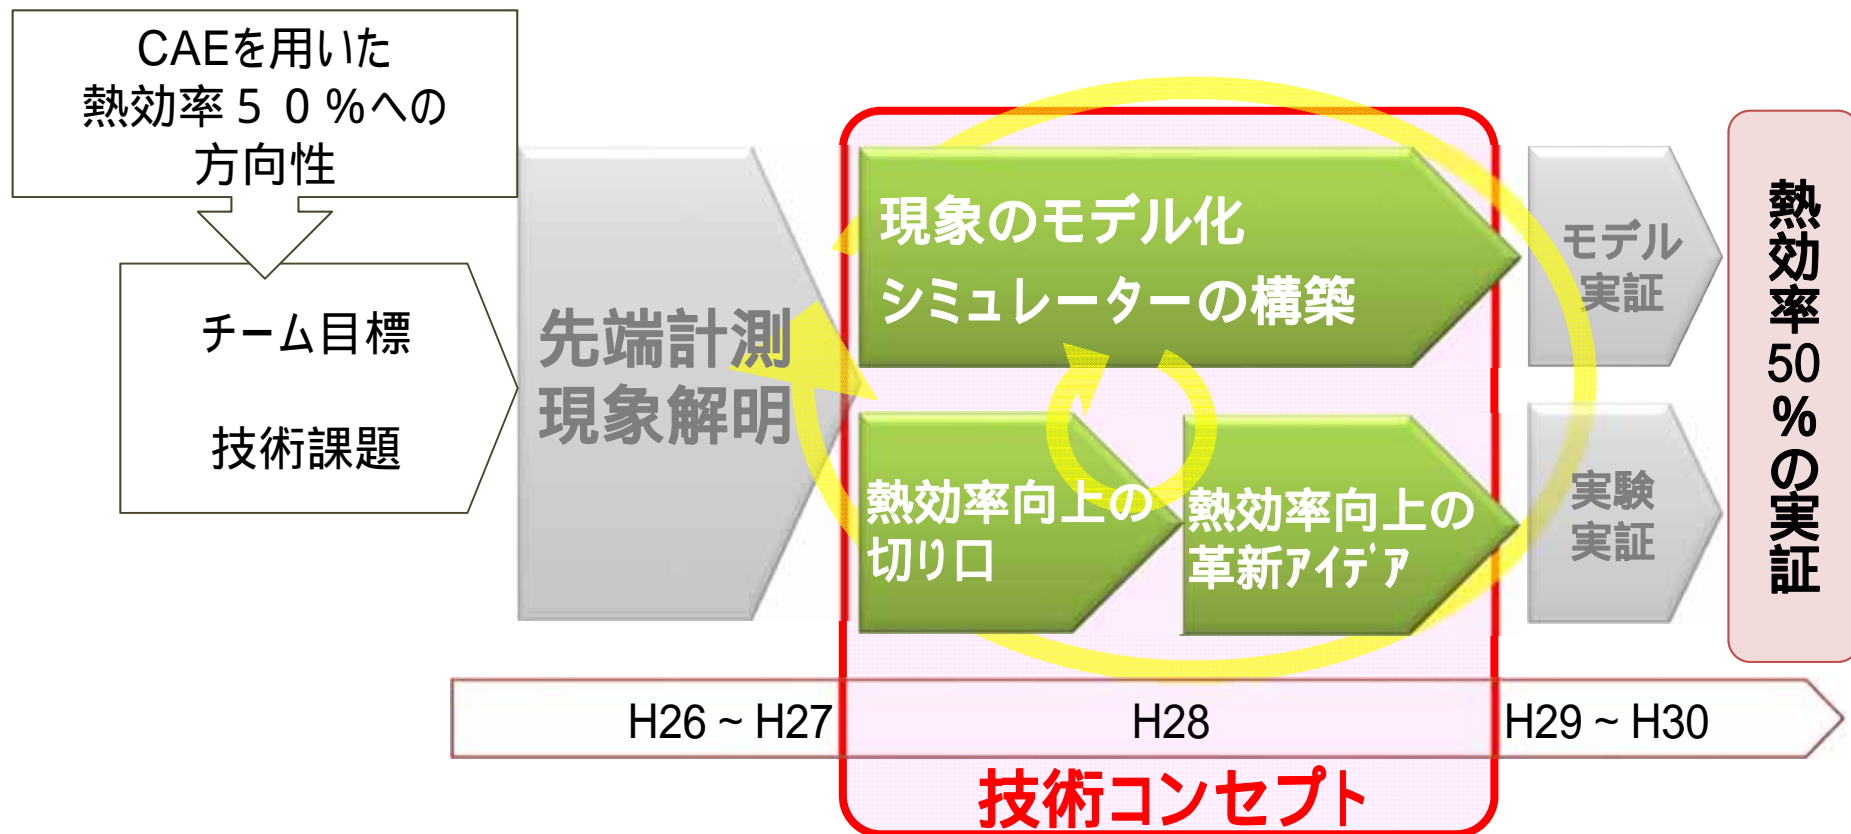 CAEを用いた
熱効率５０％への
方向性
チーム目標
技術課題
先端計測
現象解明
現象のモデル化
シミュレーターの構築
熱効率向上の
切り口
熱効率向上の
革新ｱｲﾃﾞｱ
モデル
実証
実験
実証
熱効率50%の実証
H26 ~ H27
H28
H29 ~ H30
技術コンセプト